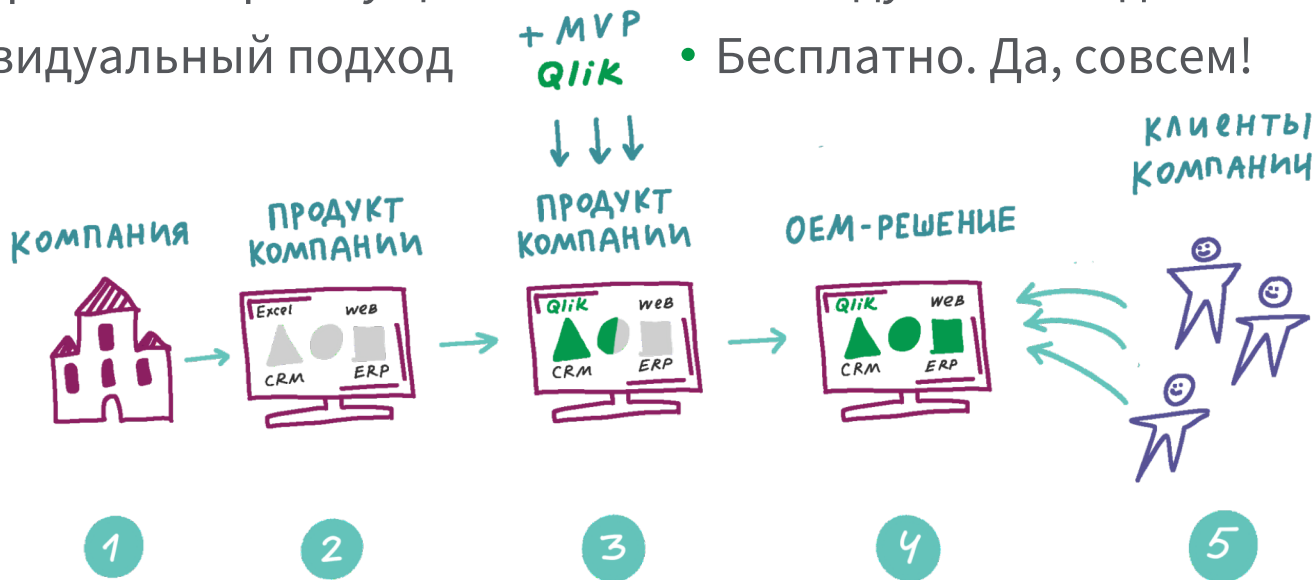 видуальный подход
• Бесплатно. Да, совсем!
+ MVP
Qlik
КЛИЕНТЫ
КОМПАНИИ
КОМПАНИЯ
ПРОДУКТ
КОМПАНИИ
ПРОДУКТ
КОМПАНИИ
ОЕМ-РЕШЕНИЕ
Excel web
CRM ERP
Qlik web
CRM ERP
Qlik web
CRM ERP
1 2 3 4 5